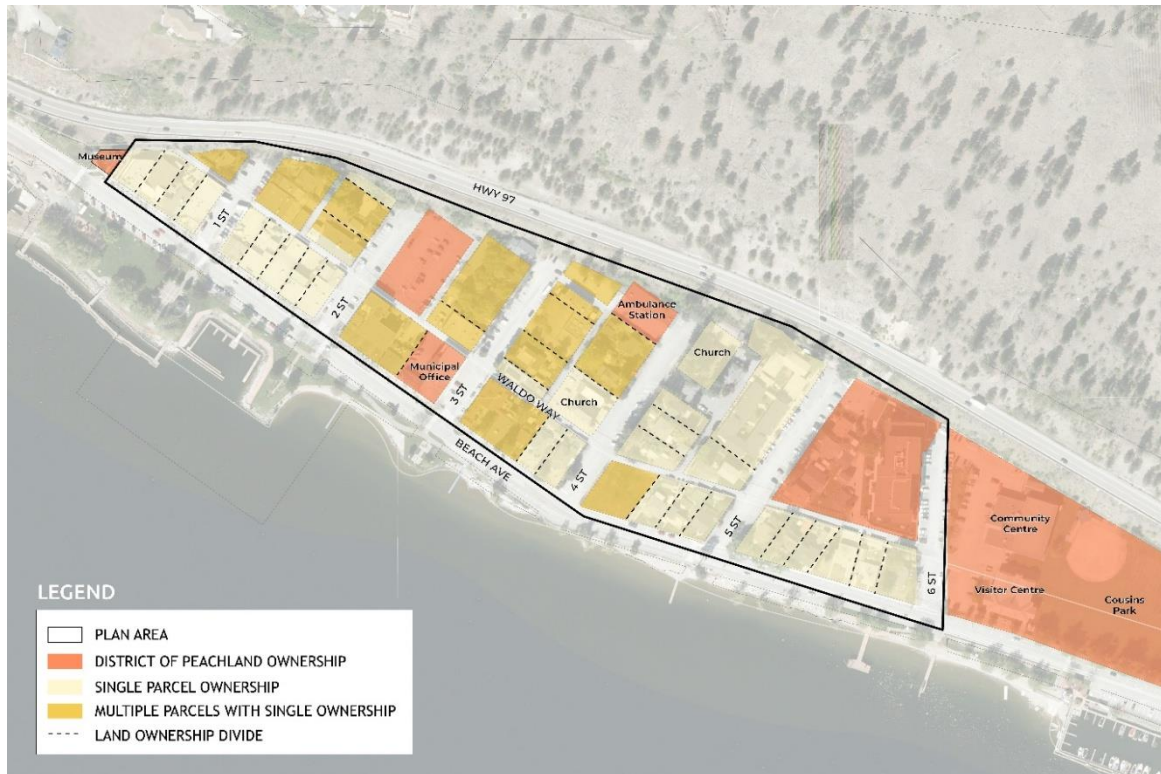 HWY 97
Museum
1 ST
2 ST
Ambulance
Station
Church
Municipal
Office
3 ST
WALDO WAY
Church
BEACH AVE
4 ST
5 ST
6 ST
Community
Centre
Visitor Centre
Cousins
Park
LEGEND
PLAN AREA
DISTRICT OF PEACHLAND OWNERSHIP
SINGLE PARCEL OWNERSHIP
MULTIPLE PARCELS WITH SINGLE OWNERSHIP
LAND OWNERSHIP DIVIDE